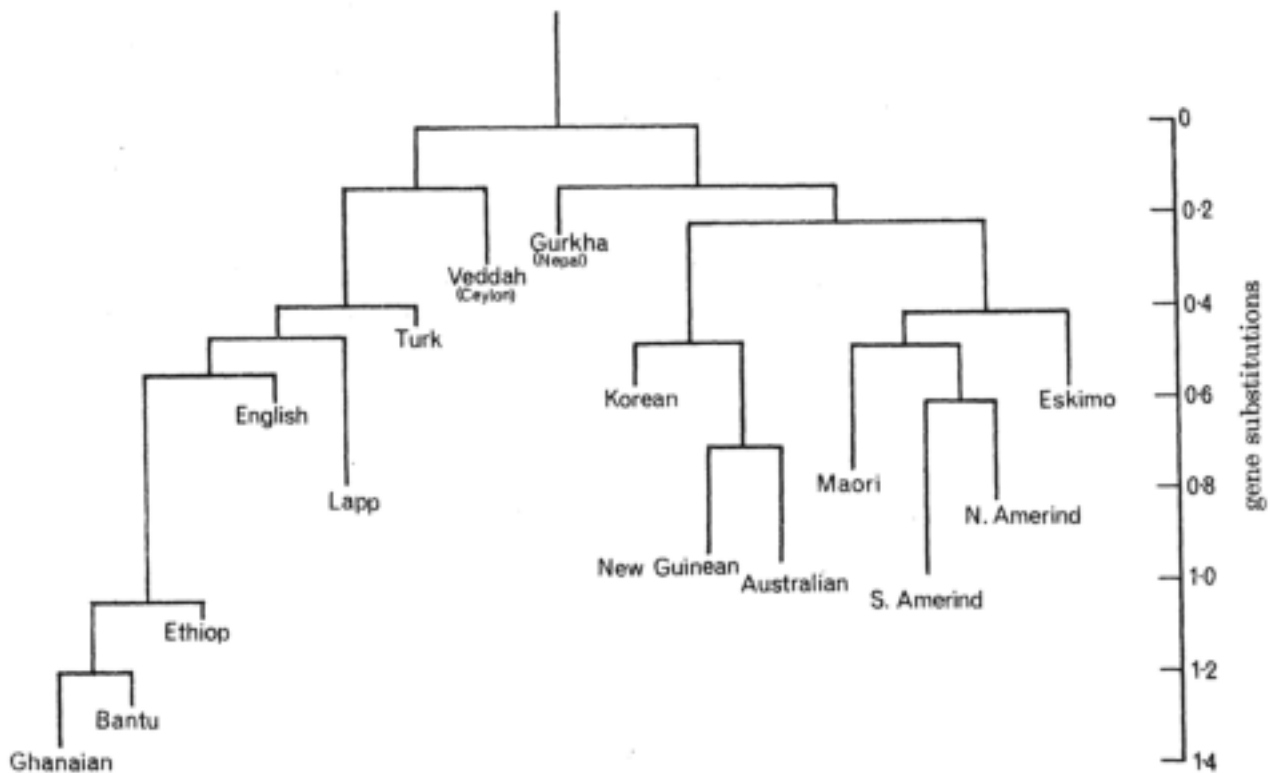 0
0·2
Gurkha
(Nepal)
Veddah
(Ceylon)
0·4
Turk
Korean
0·6
Eskimo
English
Maori
0·8
Lapp
N. Amerind
New Guinean
Australian
1·0
S. Amerind
Ethiop
1·2
Bantu
Ghanaian
1·4
gene substitutions